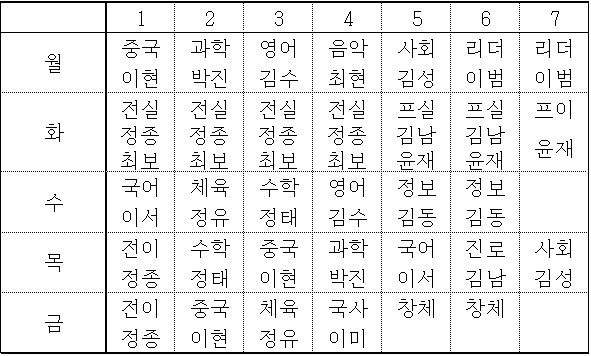 1 2 3 4 5 6 7
월
중국 과학 영어 음악 사회 리더 리더
이현 박진 김수 최현 김성 이범 이범
화
전실 전실 전실 전실 프실 프실 프이
정종 정종 정종 정종 김남 김남 윤재
최보 최보 최보 최보 윤재 윤재
수
국어 체육 수학 영어 정보 정보
이서 정유 정태 김수 김동 김동
목
전이 수학 중국 과학 국어 진로 사회
정종 정태 이현 박진 이서 김남 김성
금
전이 중국 체육 국사 창체 창체
정종 이현 정유 이미